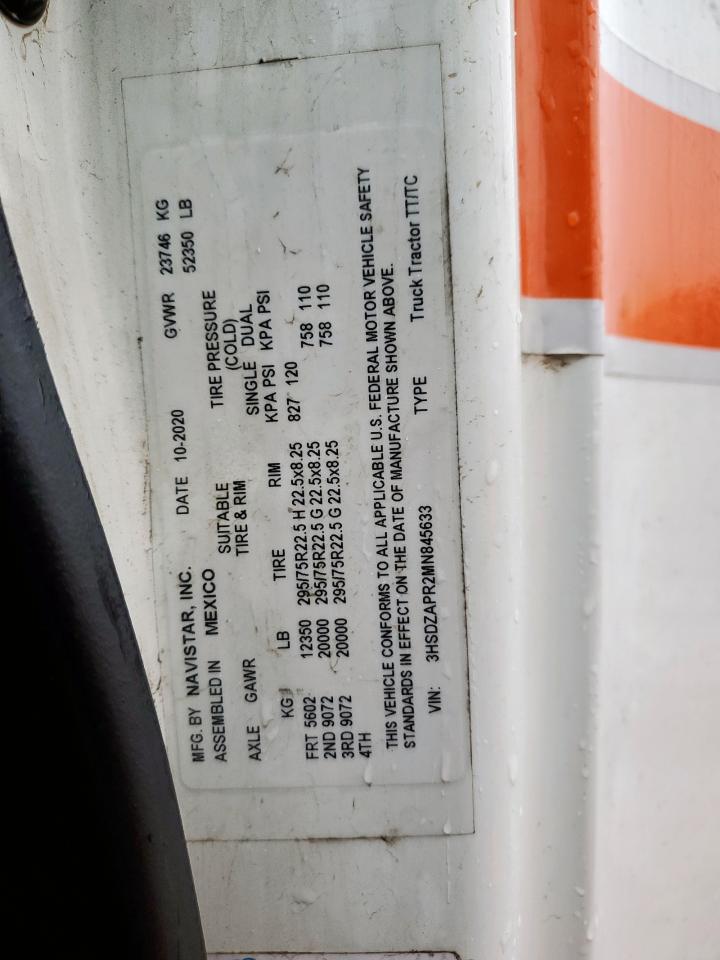 MFG. BY NAVISTAR, INC. DATE 10-2020 GVWR 23746 KG
ASSEMBLED IN MEXICO 52350 LB
SUITABLE TIRE PRESSURE
AXLE GAWR TIRE & RIM (COLD)
SINGLE DUAL
KG LB TIRE RIM KPA PSI KPA PSI
FRT 5602 12350 295/75R22.5 H 22.5x8.25 827 120
2ND 9072 20000 295/75R22.5 G 22.5x8.25 758 110
3RD 9072 20000 295/75R22.5 G 22.5x8.25 758 110
4TH
THIS VEHICLE CONFORMS TO ALL APPLICABLE U.S. FEDERAL MOTOR VEHICLE SAFETY
STANDARDS IN EFFECT ON THE DATE OF MANUFACTURE SHOWN ABOVE.
VIN: 3HSDZAPR2MN845633 TYPE Truck Tractor TT/TC